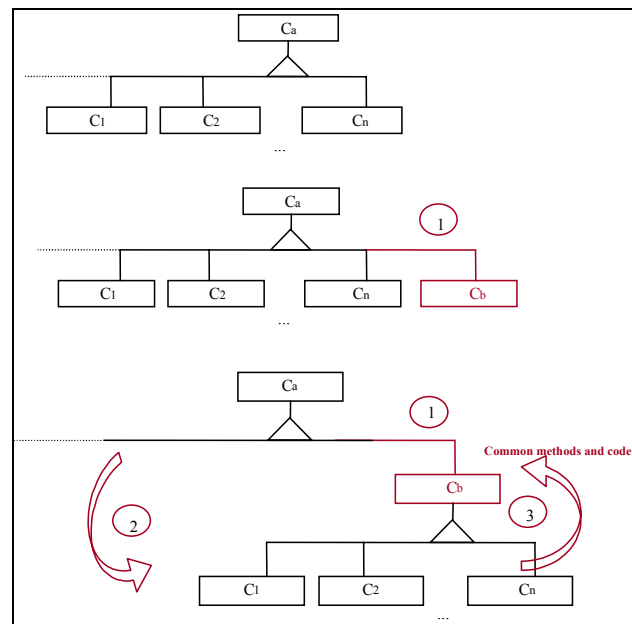 Ca
C1 C2 Cn
...
Ca
1
C1 C2 Cn Cb
...
Ca
1
Common methods and code
Cb
2 3
C1 C2 Cn
...